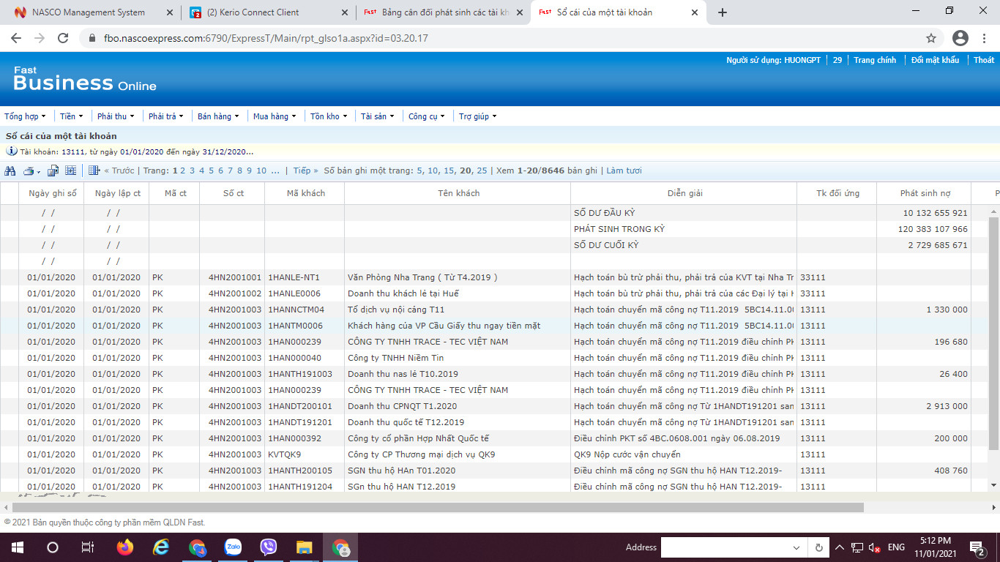 NASCO Management System
(2) Kerio Connect Client
Fast Bảng cân đối phát sinh các tài kh
Fast Sổ cái của một tài khoản
fbo.nascoexpress.com:6790/ExpressT/Main/rpt_glso1a.aspx?id=03.20.17
Người sử dụng: HUONGPT | 29 | Trang chính | Đổi mật khẩu | Thoát
Fast
Business Online
Tổng hợp Tiền Phải thu Phải trả Bán hàng Mua hàng Tồn kho Tài sản Công cụ Trợ giúp
Sổ cái của một tài khoản
Tài khoản: 13111, từ ngày 01/01/2020 đến ngày 31/12/2020...
« Trước | Trang: 1 2 3 4 5 6 7 8 9 10 ... | Tiếp » Số bản ghi một trang: 5, 10, 15, 20, 25 | Xem 1-20/8646 bản ghi | Làm tươi
Ngày ghi sổ Ngày lập ct Mã ct Số ct Mã khách Tên khách Diễn giải Tk đối ứng Phát sinh nợ P
/ / / / SỐ DƯ ĐẦU KỲ 10 132 655 921
/ / / / PHÁT SINH TRONG KỲ 120 383 107 966
/ / / / SỐ DƯ CUỐI KỲ 2 729 685 671
/ / / /
01/01/2020 01/01/2020 PK 4HN2001001 1HANLE-NT1 Văn Phòng Nha Trang ( Từ T4.2019 ) Hạch toán bù trừ phải thu, phải trả của KVT tại Nha Tr 33111
01/01/2020 01/01/2020 PK 4HN2001002 1HANLE0006 Doanh thu khách lẻ tại Huế Hạch toán bù trừ phải thu, phải trả của các Đại lý tại H 33111
01/01/2020 01/01/2020 PK 4HN2001003 1HANNCTM04 Tổ dịch vụ nội cảng T11 Hạch toán chuyển mã công nợ T11.2019 5BC14.11.00 13111 1 330 000
01/01/2020 01/01/2020 PK 4HN2001003 1HANTM0006 Khách hàng của VP Cầu Giấy thu ngay tiền mặt Hạch toán chuyển mã công nợ T11.2019 5BC14.11.00 13111
01/01/2020 01/01/2020 PK 4HN2001003 1HAN000239 CÔNG TY TNHH TRACE - TEC VIỆT NAM Hạch toán chuyển mã công nợ T11.2019 điều chỉnh PK 13111 196 680
01/01/2020 01/01/2020 PK 4HN2001003 1HAN000040 Công ty TNHH Niềm Tin Hạch toán chuyển mã công nợ T11.2019 điều chỉnh PK 13111
01/01/2020 01/01/2020 PK 4HN2001003 1HANTH191003 Doanh thu nas lẻ T10.2019 Hạch toán chuyển mã công nợ T11.2019 điều chỉnh PK 13111 26 400
01/01/2020 01/01/2020 PK 4HN2001003 1HAN000239 CÔNG TY TNHH TRACE - TEC VIỆT NAM Hạch toán chuyển mã công nợ T11.2019 điều chỉnh PK 13111
01/01/2020 01/01/2020 PK 4HN2001003 1HANDT200101 Doanh thu CPNQT T1.2020 Hạch toán chuyển mã công nợ Từ 1HANDT191201 san 13111 2 913 000
01/01/2020 01/01/2020 PK 4HN2001003 1HANDT191201 Doanh thu quốc tế T12.2019 Hạch toán chuyển mã công nợ Từ 1HANDT191201 san 13111
01/01/2020 01/01/2020 PK 4HN2001003 1HAN000392 Công ty cổ phần Hợp Nhất Quốc tế Điều chỉnh PKT số 4BC.0608.001 ngày 06.08.2019 13111 200 000
01/01/2020 01/01/2020 PK 4HN2001003 KVTQK9 Công ty CP Thương mại dịch vụ QK9 QK9 Nộp cước vận chuyển 13111
01/01/2020 01/01/2020 PK 4HN2001003 1HANTH200105 SGN thu hộ HAn T01.2020 Điều chỉnh mã công nợ SGN thu hộ HAN T12.2019- 13111 408 760
01/01/2020 01/01/2020 PK 4HN2001003 1HANTH191204 SGn thu hộ HAN T12.2019 Điều chỉnh mã công nợ SGN thu hộ HAN T12.2019- 13111
© 2021 Bản quyền thuộc công ty phần mềm QLDN Fast.
Zalo
Address
ENG
5:12 PM
11/01/2021
2